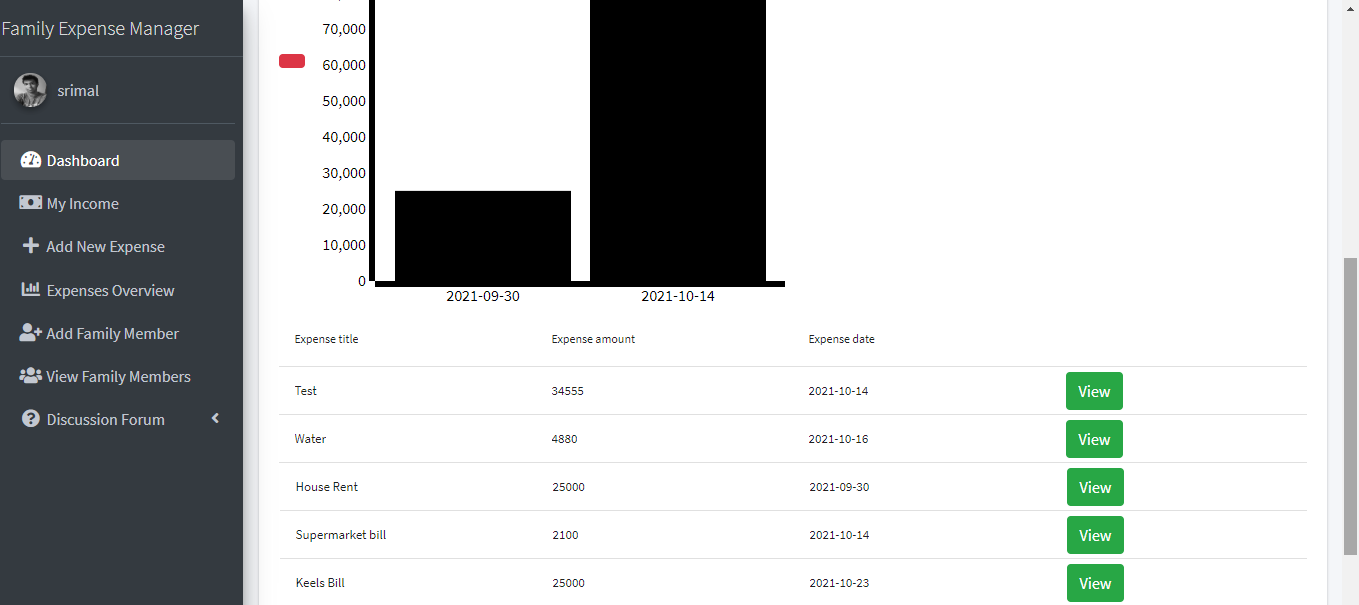 Family Expense Manager
srimal
Dashboard
My Income
Add New Expense
Expenses Overview
Add Family Member
View Family Members
Discussion Forum
70,000
60,000
50,000
40,000
30,000
20,000
10,000
0
2021-09-30 2021-10-14
Expense title Expense amount Expense date
Test 34555 2021-10-14 View
Water 4880 2021-10-16 View
House Rent 25000 2021-09-30 View
Supermarket bill 2100 2021-10-14 View
Keels Bill 25000 2021-10-23 View